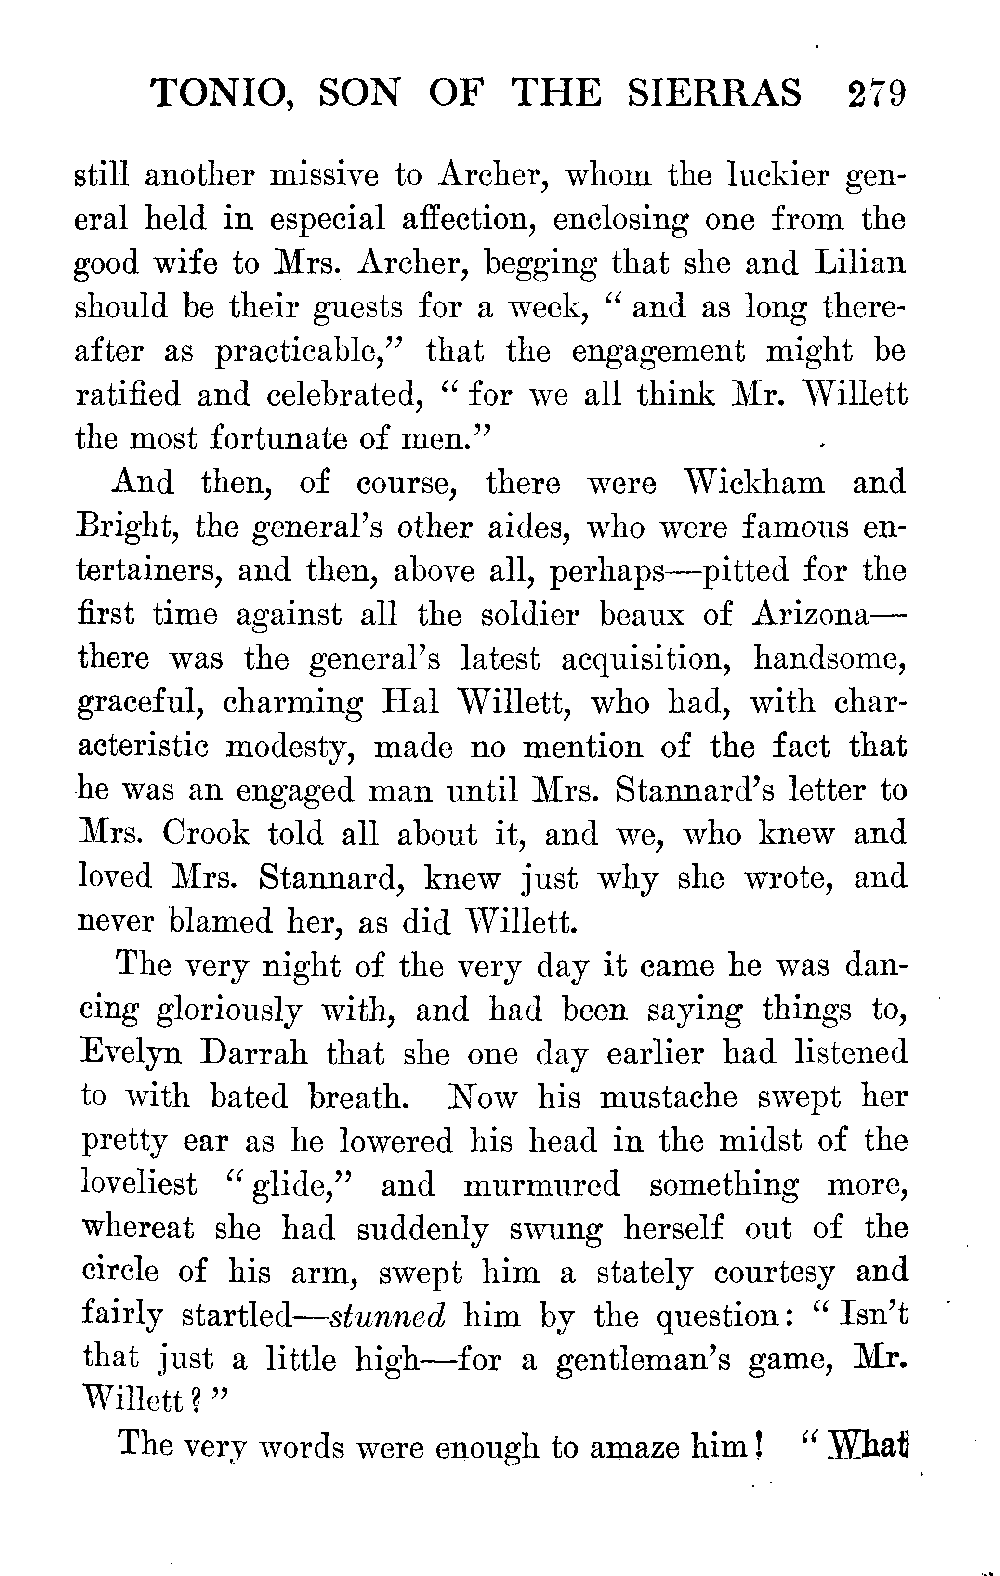 TONIO, SON OF THE SIERRAS 279
still another missive to Archer, whom the luckier gen-
eral held in especial affection, enclosing one from the
good wife to Mrs. Archer, begging that she and Lilian
should be their guests for a week, “ and as long there-
after as practicable,” that the engagement might be
ratified and celebrated, “ for we all think Mr. Willett
the most fortunate of men.”
And then, of course, there were Wickham and
Bright, the general’s other aides, who were famous en-
tertainers, and then, above all, perhaps—pitted for the
first time against all the soldier beaux of Arizona—
there was the general’s latest acquisition, handsome,
graceful, charming Hal Willett, who had, with char-
acteristic modesty, made no mention of the fact that
he was an engaged man until Mrs. Stannard’s letter to
Mrs. Crook told all about it, and we, who knew and
loved Mrs. Stannard, knew just why she wrote, and
never blamed her, as did Willett.
The very night of the very day it came he was dan-
cing gloriously with, and had been saying things to,
Evelyn Darrah that she one day earlier had listened
to with bated breath. Now his mustache swept her
pretty ear as he lowered his head in the midst of the
loveliest “ glide,” and murmured something more,
whereat she had suddenly swung herself out of the
circle of his arm, swept him a stately courtesy and
fairly startled—stunned him by the question: “ Isn’t
that just a little high—for a gentleman’s game, Mr.
Willett? ”
The very words were enough to amaze him! “ What